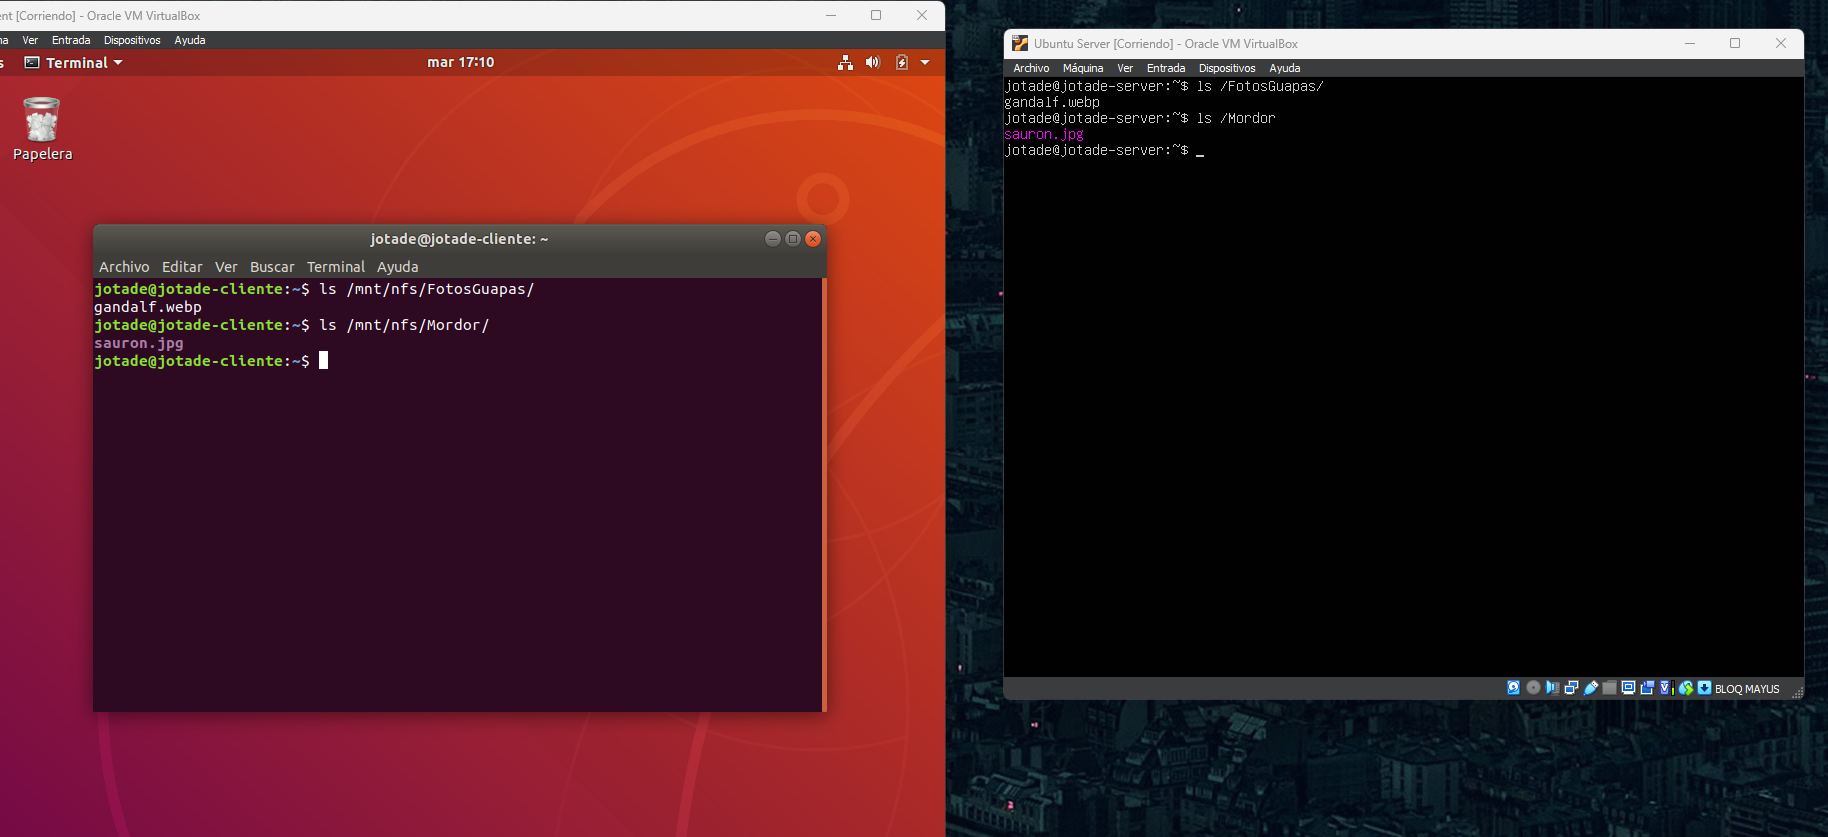 ent [Corriendo] - Oracle VM VirtualBox
na Ver Entrada Dispositivos Ayuda
s Terminal mar 17:10
Papelera
jotade@jotade-cliente: ~
Archivo Editar Ver Buscar Terminal Ayuda
jotade@jotade-cliente:~$ ls /mnt/nfs/FotosGuapas/
gandalf.webp
jotade@jotade-cliente:~$ ls /mnt/nfs/Mordor/
sauron.jpg
jotade@jotade-cliente:~$
Ubuntu Server [Corriendo] - Oracle VM VirtualBox
Archivo Máquina Ver Entrada Dispositivos Ayuda
jotade@jotade-server:~$ ls /FotosGuapas/
gandalf.webp
jotade@jotade-server:~$ ls /Mordor
sauron.jpg
jotade@jotade-server:~$ _
BLOQ MAYUS